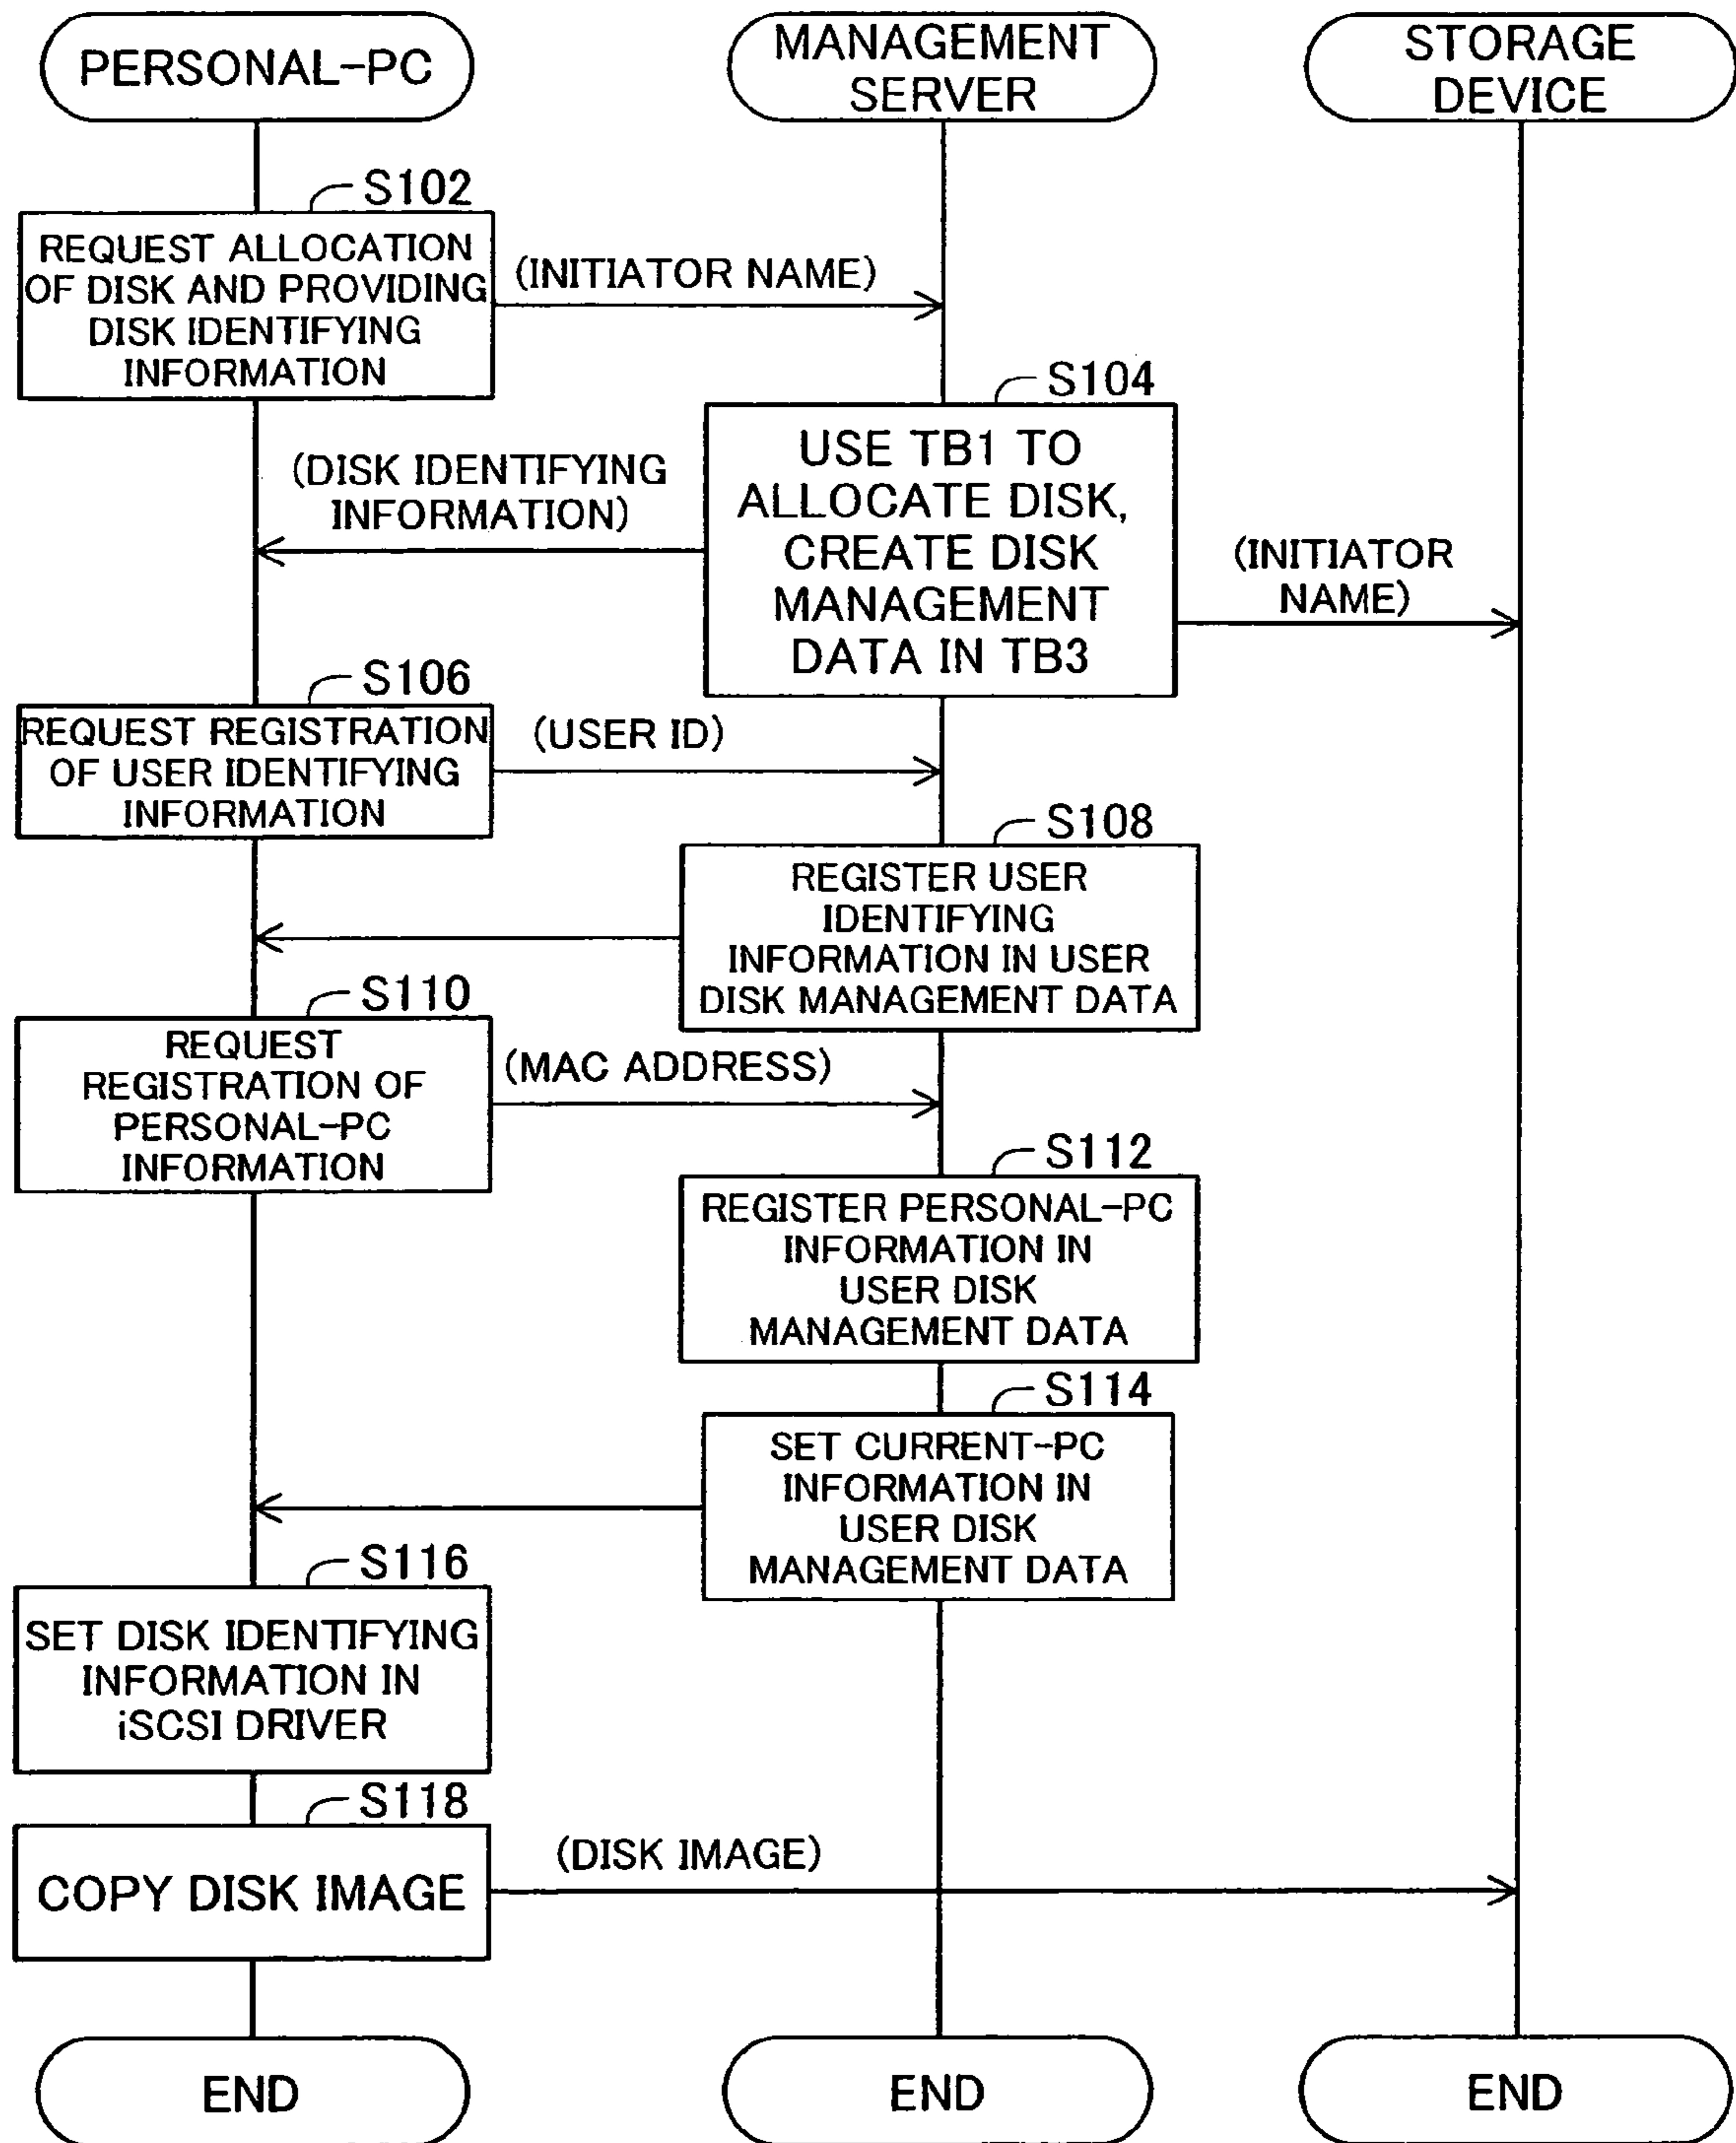 PERSONAL-PC
MANAGEMENT
SERVER
STORAGE
DEVICE
S102
REQUEST ALLOCATION
OF DISK AND PROVIDING
DISK IDENTIFYING
INFORMATION
(INITIATOR NAME)
S104
USE TB1 TO
ALLOCATE DISK,
CREATE DISK
MANAGEMENT
DATA IN TB3
(DISK IDENTIFYING
INFORMATION)
(INITIATOR
NAME)
S106
REQUEST REGISTRATION
OF USER IDENTIFYING
INFORMATION
(USER ID)
S108
REGISTER USER
IDENTIFYING
INFORMATION IN USER
DISK MANAGEMENT DATA
S110
REQUEST
REGISTRATION OF
PERSONAL-PC
INFORMATION
(MAC ADDRESS)
S112
REGISTER PERSONAL-PC
INFORMATION IN
USER DISK
MANAGEMENT DATA
S114
SET CURRENT-PC
INFORMATION IN
USER DISK
MANAGEMENT DATA
S116
SET DISK IDENTIFYING
INFORMATION IN
iSCSI DRIVER
S118
COPY DISK IMAGE
(DISK IMAGE)
END
END
END